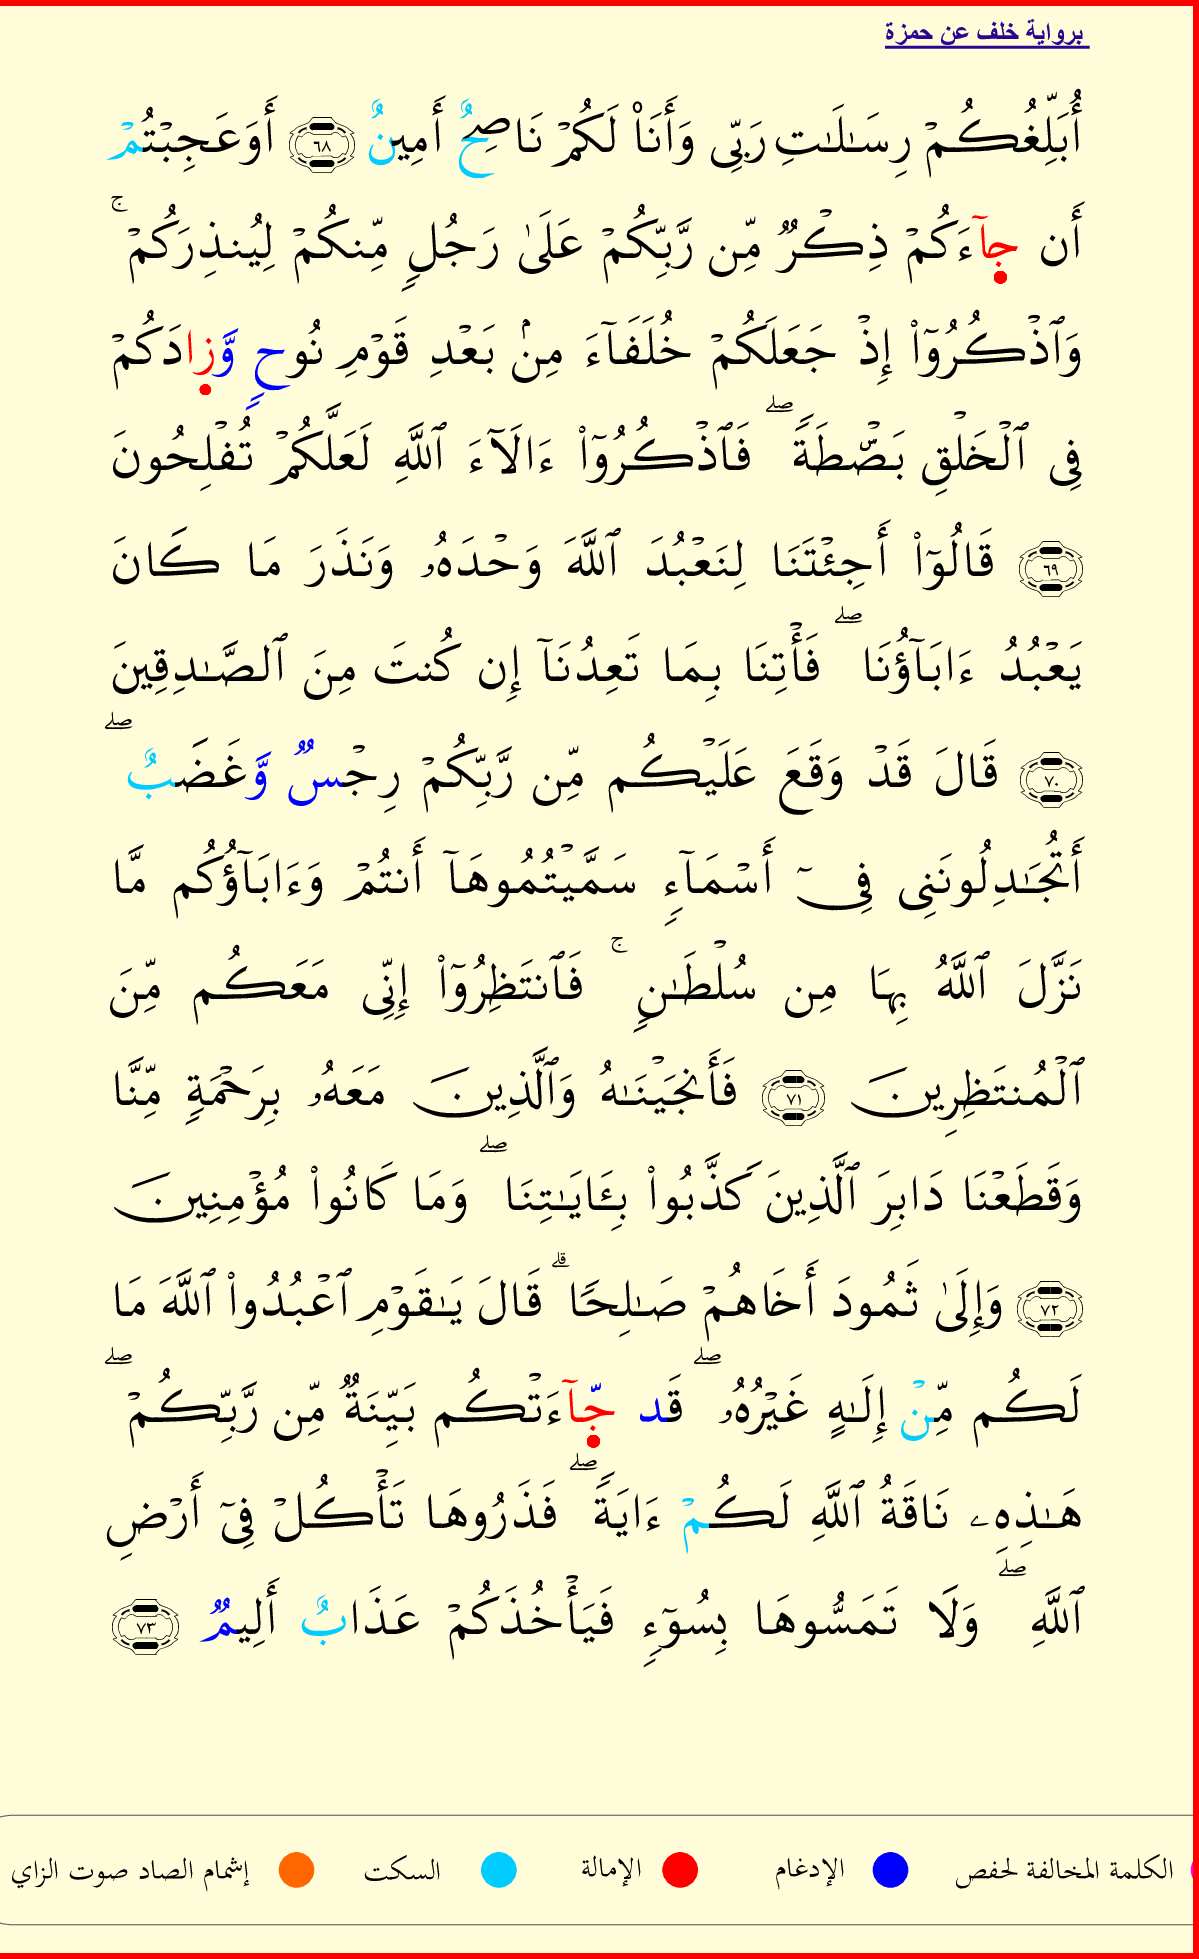 برواية خلف عن حمزة
أُبَلِّغُكُمْ رِسَـٰلَـٰتِ رَبِّى وَأَنَا۠ لَكُمْ نَاصِحٌ أَمِينٌ ٦٨ أَوَعَجِبْتُمْ
أَن جآءَكُمْ ذِكْرٌ مِّن رَّبِّكُمْ عَلَىٰ رَجُلٍ مِّنكُمْ لِيُنذِرَكُمْ ۚ
وَٱذْكُرُوٓا۟ إِذْ جَعَلَكُمْ خُلَفَآءَ مِنۢ بَعْدِ قَوْمِ نُوحٍ وَّزادَكُمْ
فِى ٱلْخَلْقِ بَصْۜطَةً ۖ فَٱذْكُرُوٓا۟ ءَالَآءَ ٱللَّهِ لَعَلَّكُمْ تُفْلِحُونَ
٦٩ قَالُوٓا۟ أَجِئْتَنَا لِنَعْبُدَ ٱللَّهَ وَحْدَهُۥ وَنَذَرَ مَا كَانَ
يَعْبُدُ ءَابَآؤُنَا ۖ فَأْتِنَا بِمَا تَعِدُنَآ إِن كُنتَ مِنَ ٱلصَّـٰدِقِينَ
٧٠ قَالَ قَدْ وَقَعَ عَلَيْكُم مِّن رَّبِّكُمْ رِجْسٌ وَّغَضَبٌ ۖ
أَتُجَـٰدِلُونَنِى فِىٓ أَسْمَآءٍ سَمَّيْتُمُوهَآ أَنتُمْ وَءَابَآؤُكُم مَّا
نَزَّلَ ٱللَّهُ بِهَا مِن سُلْطَـٰنٍ ۚ فَٱنتَظِرُوٓا۟ إِنِّى مَعَكُم مِّنَ
ٱلْمُنتَظِرِينَ ٧١ فَأَنجَيْنَـٰهُ وَٱلَّذِينَ مَعَهُۥ بِرَحْمَةٍ مِّنَّا
وَقَطَعْنَا دَابِرَ ٱلَّذِينَ كَذَّبُوا۟ بِـَٔايَـٰتِنَا ۖ وَمَا كَانُوا۟ مُؤْمِنِينَ
٧٢ وَإِلَىٰ ثَمُودَ أَخَاهُمْ صَـٰلِحًا ۗ قَالَ يَـٰقَوْمِ ٱعْبُدُوا۟ ٱللَّهَ مَا
لَكُم مِّنْ إِلَـٰهٍ غَيْرُهُۥ ۖ قَد جّآءَتْكُم بَيِّنَةٌ مِّن رَّبِّكُمْ ۖ
هَـٰذِهِۦ نَاقَةُ ٱللَّهِ لَكُمْ ءَايَةً ۖ فَذَرُوهَا تَأْكُلْ فِىٓ أَرْضِ
ٱللَّهِ ۖ وَلَا تَمَسُّوهَا بِسُوٓءٍ فَيَأْخُذَكُمْ عَذَابٌ أَلِيمٌ ٧٣
الكلمة المخالفة لحفص الإدغام الإمالة السكت إشمام الصاد صوت الزاي